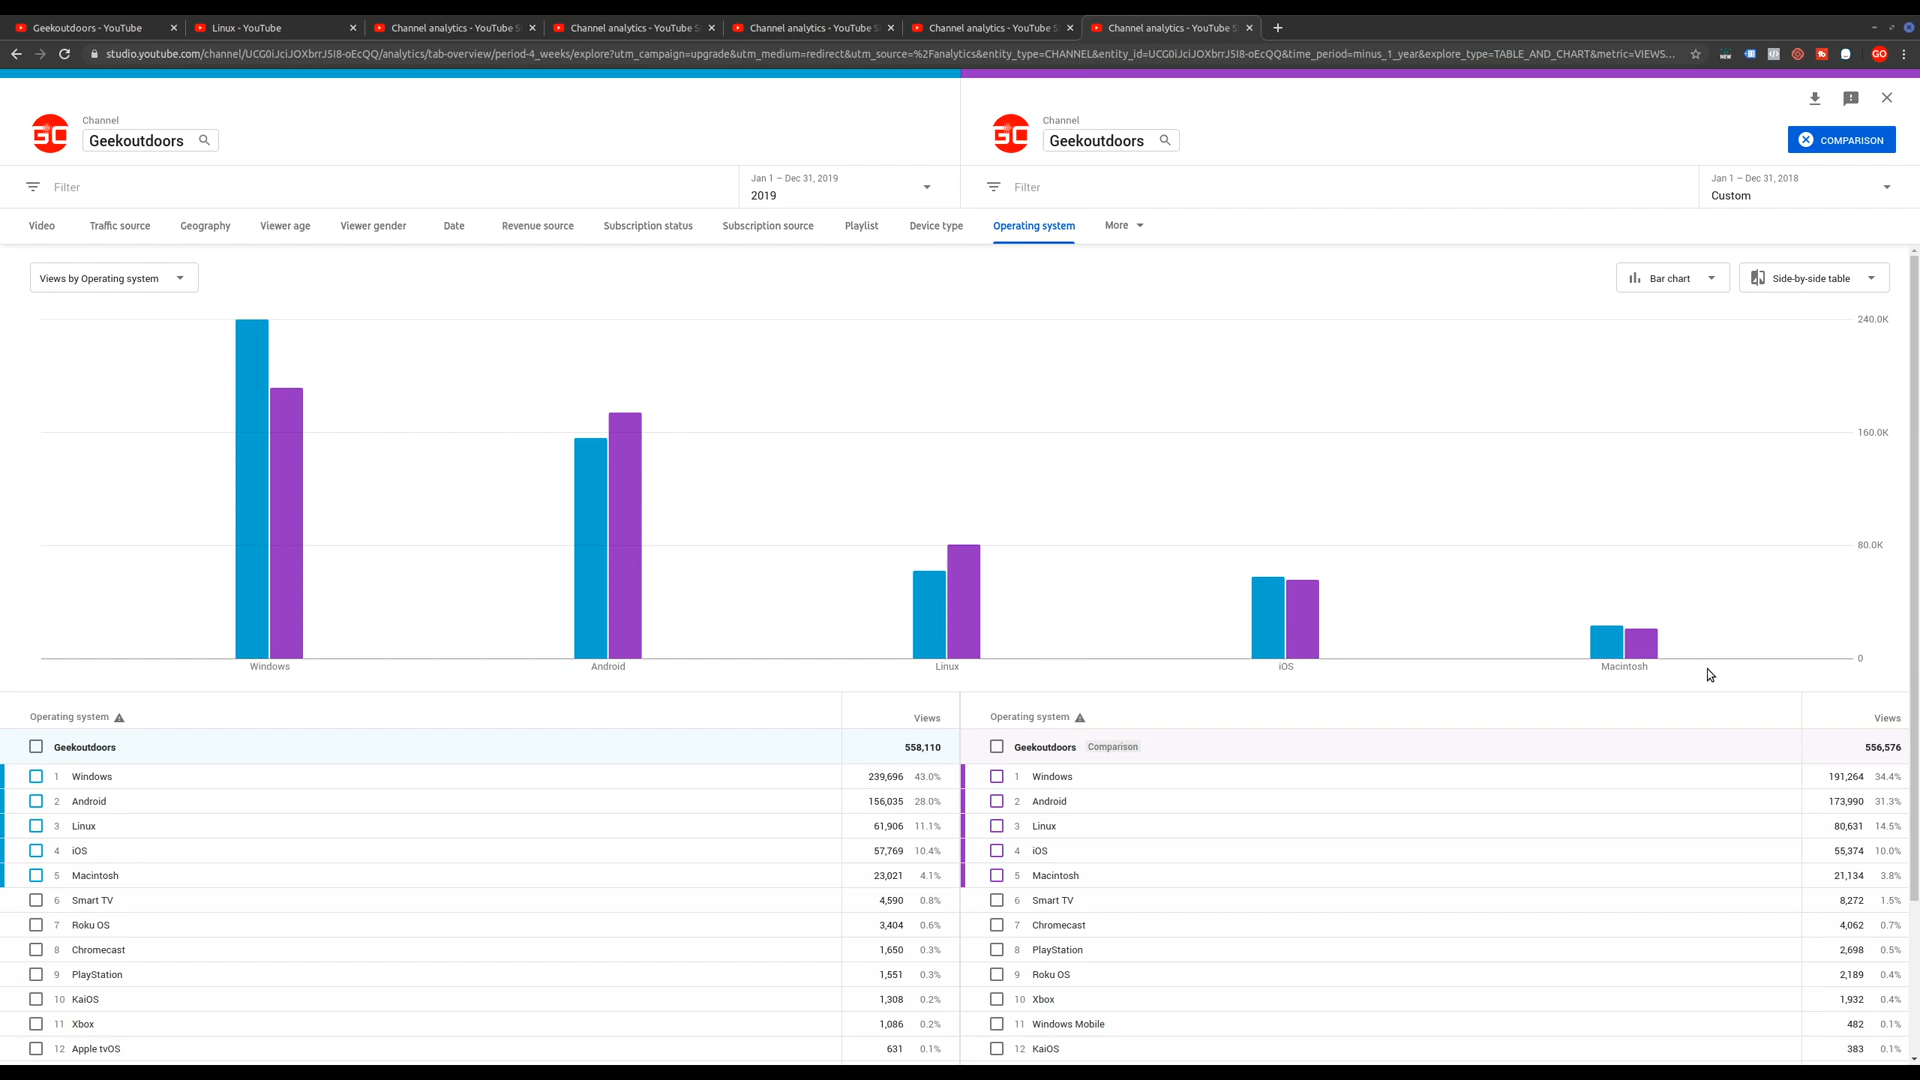 Geekoutdoors - YouTube
Linux - YouTube
Channel analytics - YouTube S
Channel analytics - YouTube S
Channel analytics - YouTube S
Channel analytics - YouTube S
Channel analytics - YouTube S
studio.youtube.com/channel/UCG0iJciJOXbrrJ5I8-oEcQQ/analytics/tab-overview/period-4_weeks/explore?utm_campaign=upgrade&utm_medium=redirect&utm_source=%2Fanalytics&entity_type=CHANNEL&entity_id=UCG0iJciJOXbrrJ5I8-oEcQQ&time_period=minus_1_year&explore_type=TABLE_AND_CHART&metric=VIEWS...
NEW
GO
Channel
Geekoutdoors
Channel
Geekoutdoors
COMPARISON
Filter
Jan 1 – Dec 31, 2019
2019
Filter
Jan 1 – Dec 31, 2018
Custom
Video Traffic source Geography Viewer age Viewer gender Date Revenue source Subscription status Subscription source Playlist Device type Operating system More
Views by Operating system
Bar chart
Side-by-side table
240.0K
160.0K
80.0K
0
Windows Android Linux iOS Macintosh
Operating system Views
Geekoutdoors 558,110
1 Windows 239,696 43.0%
2 Android 156,035 28.0%
3 Linux 61,906 11.1%
4 iOS 57,769 10.4%
5 Macintosh 23,021 4.1%
6 Smart TV 4,590 0.8%
7 Roku OS 3,404 0.6%
8 Chromecast 1,650 0.3%
9 PlayStation 1,551 0.3%
10 KaiOS 1,308 0.2%
11 Xbox 1,086 0.2%
12 Apple tvOS 631 0.1%
Operating system Views
Geekoutdoors Comparison 556,576
1 Windows 191,264 34.4%
2 Android 173,990 31.3%
3 Linux 80,631 14.5%
4 iOS 55,374 10.0%
5 Macintosh 21,134 3.8%
6 Smart TV 8,272 1.5%
7 Chromecast 4,062 0.7%
8 PlayStation 2,698 0.5%
9 Roku OS 2,189 0.4%
10 Xbox 1,932 0.4%
11 Windows Mobile 482 0.1%
12 KaiOS 383 0.1%